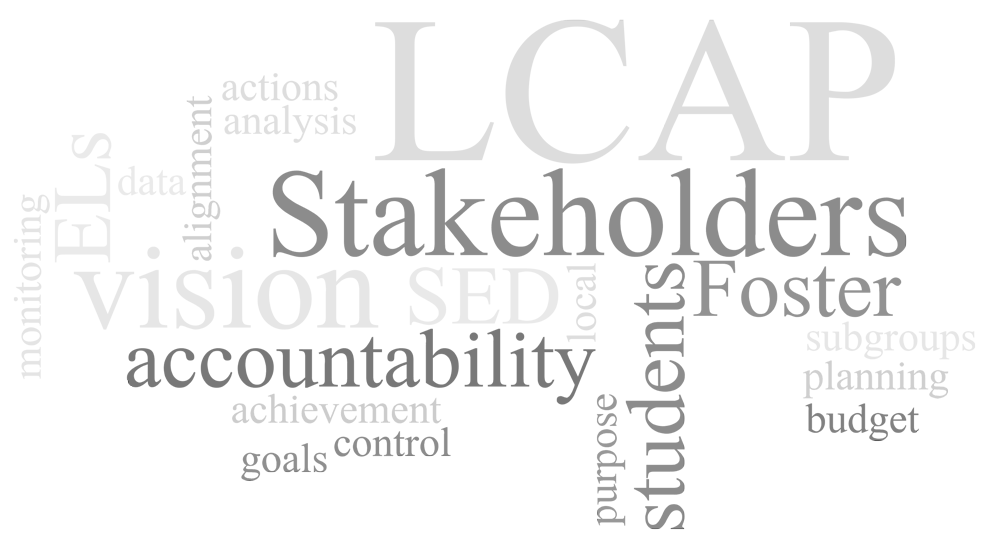 LCAP
actions
analysis
alignment
ELs
data
monitoring
Stakeholders
vision
SED
local
students
Foster
subgroups
planning
budget
accountability
achievement
goals
control
purpose